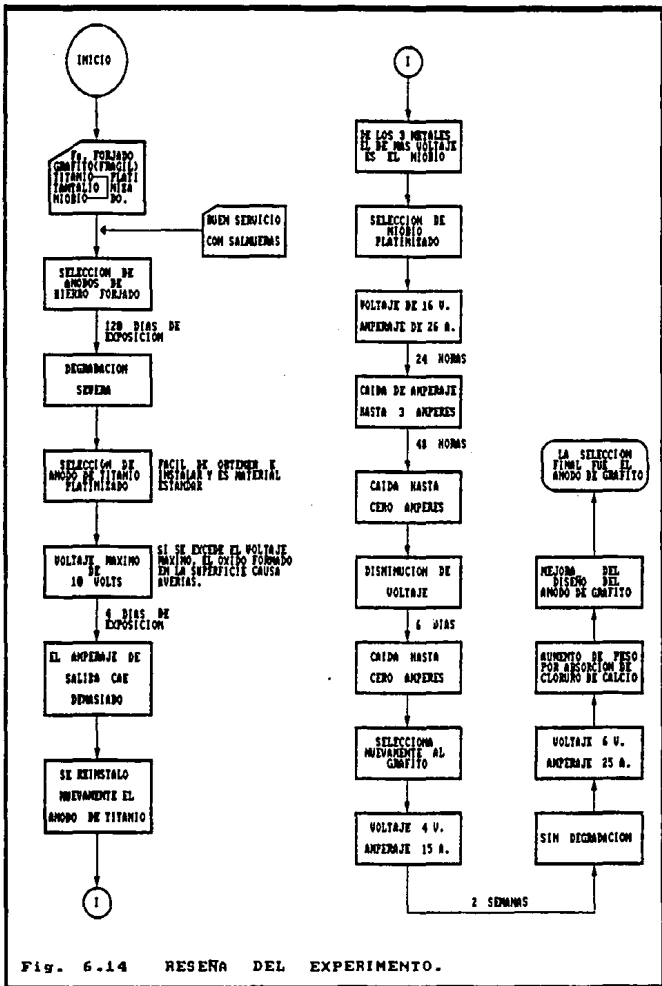 INICIO
Fe. FORJADO
GRAFITO(FRAGIL)
TITANIO PLATI
TANTALIO NIZA
NIOBIO DO.
BUEN SERVICIO
CON SALMUERAS
SELECCION DE
ANODOS DE
HIERRO FORJADO
120 DIAS DE
EXPOSICION
DEGRADACION
SEVERA
SELECCION DE
ANODO DE TITANIO
PLATINIZADO
FACIL DE OBTENER E
INSTALAR Y ES MATERIAL
ESTANDAR
VOLTAJE MAXIMO
DE
10 VOLTS
SI SE EXCEDE EL VOLTAJE
MAXIMO, EL OXIDO FORMADO
EN LA SUPERFICIE CAUSA
AVERIAS.
4 DIAS DE
EXPOSICION
EL AMPERAJE DE
SALIDA CAE
DEMASIADO
SE REINSTALO
NUEVAMENTE EL
ANODO DE TITANIO
I
I
DE LOS 3 METALES
EL DE MAS VOLTAJE
ES EL NIOBIO
SELECCION DE
NIOBIO
PLATINIZADO
VOLTAJE DE 16 V.
AMPERAJE DE 26 A.
24 HORAS
CAIDA DE AMPERAJE
HASTA 3 AMPERES
48 HORAS
CAIDA HASTA
CERO AMPERES
DISMINUCION DE
VOLTAJE
6 DIAS
CAIDA HASTA
CERO AMPERES
SELECCIONA
NUEVAMENTE AL
GRAFITO
VOLTAJE 4 V.
AMPERAJE 15 A.
2 SEMANAS
SIN DEGRADACION
VOLTAJE 6 V.
AMPERAJE 25 A.
AUMENTO DE PESO
POR ABSORCION DE
CLORURO DE CALCIO
MEJORA DEL
DISEÑO DEL
ANODO DE GRAFITO
LA SELECCION
FINAL FUE EL
ANODO DE GRAFITO
Fig. 6.14 RESEÑA DEL EXPERIMENTO.